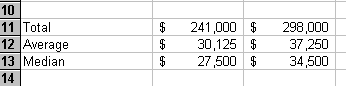 10
11 Total $ 241,000 $ 298,000
12 Average $ 30,125 $ 37,250
13 Median $ 27,500 $ 34,500
14